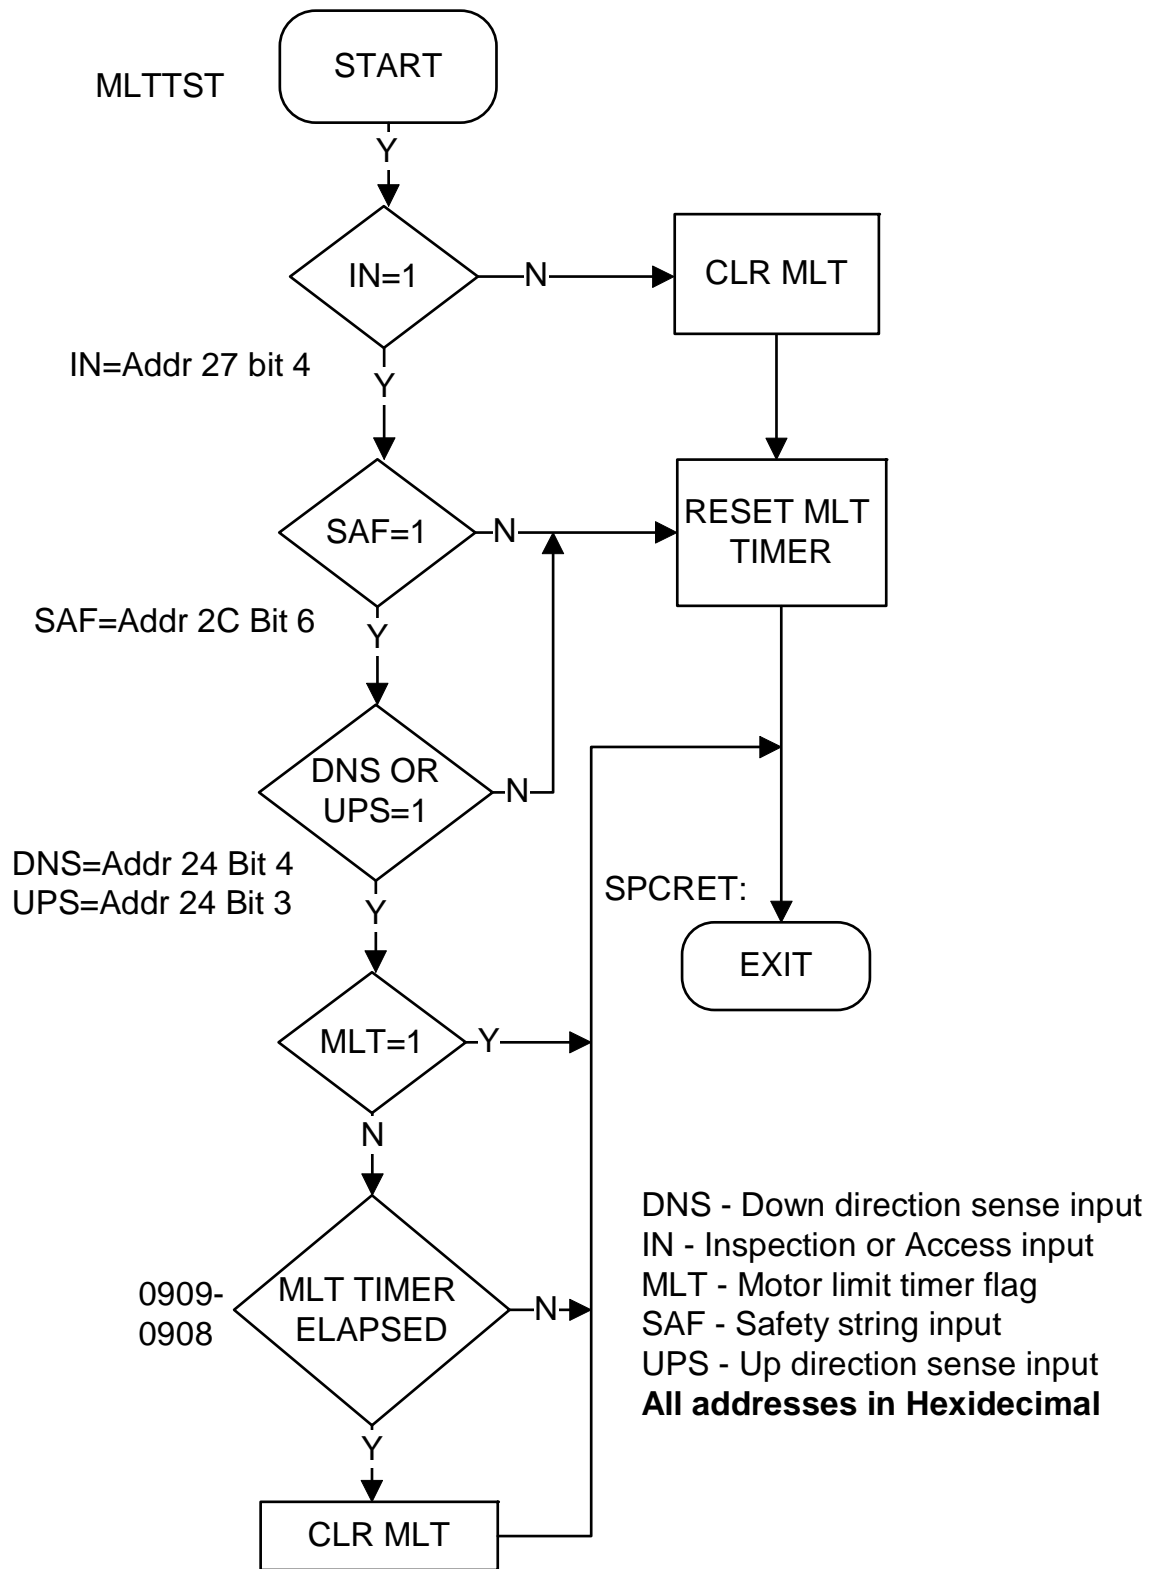 START
MLTTST
Y
IN=1
N
CLR MLT
IN=Addr 27 bit 4
Y
SAF=1
N
RESET MLT
TIMER
SAF=Addr 2C Bit 6
Y
DNS OR
UPS=1
N
DNS=Addr 24 Bit 4
UPS=Addr 24 Bit 3
Y
SPCRET:
EXIT
MLT=1
Y
N
0909-
0908
MLT TIMER
ELAPSED
N
DNS - Down direction sense input
IN - Inspection or Access input
MLT - Motor limit timer flag
SAF - Safety string input
UPS - Up direction sense input
All addresses in Hexidecimal
Y
CLR MLT